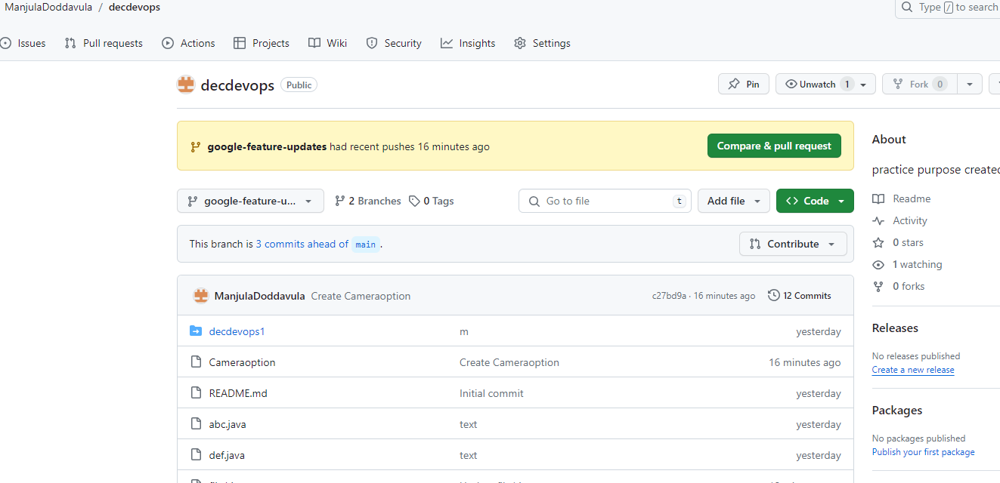 ManjulaDoddavula / decdevops
Type / to search
Issues Pull requests Actions Projects Wiki Security Insights Settings
decdevops Public
Pin Unwatch 1 Fork 0
google-feature-updates had recent pushes 16 minutes ago
Compare & pull request
google-feature-u... 2 Branches 0 Tags
Go to file t
Add file
Code
This branch is 3 commits ahead of main .
Contribute
ManjulaDoddavula Create Cameraoption c27bd9a · 16 minutes ago 12 Commits
decdevops1 m yesterday
Cameraoption Create Cameraoption 16 minutes ago
README.md Initial commit yesterday
abc.java text yesterday
def.java text yesterday
About
practice purpose created
Readme
Activity
0 stars
1 watching
0 forks
Releases
No releases published
Create a new release
Packages
No packages published
Publish your first package